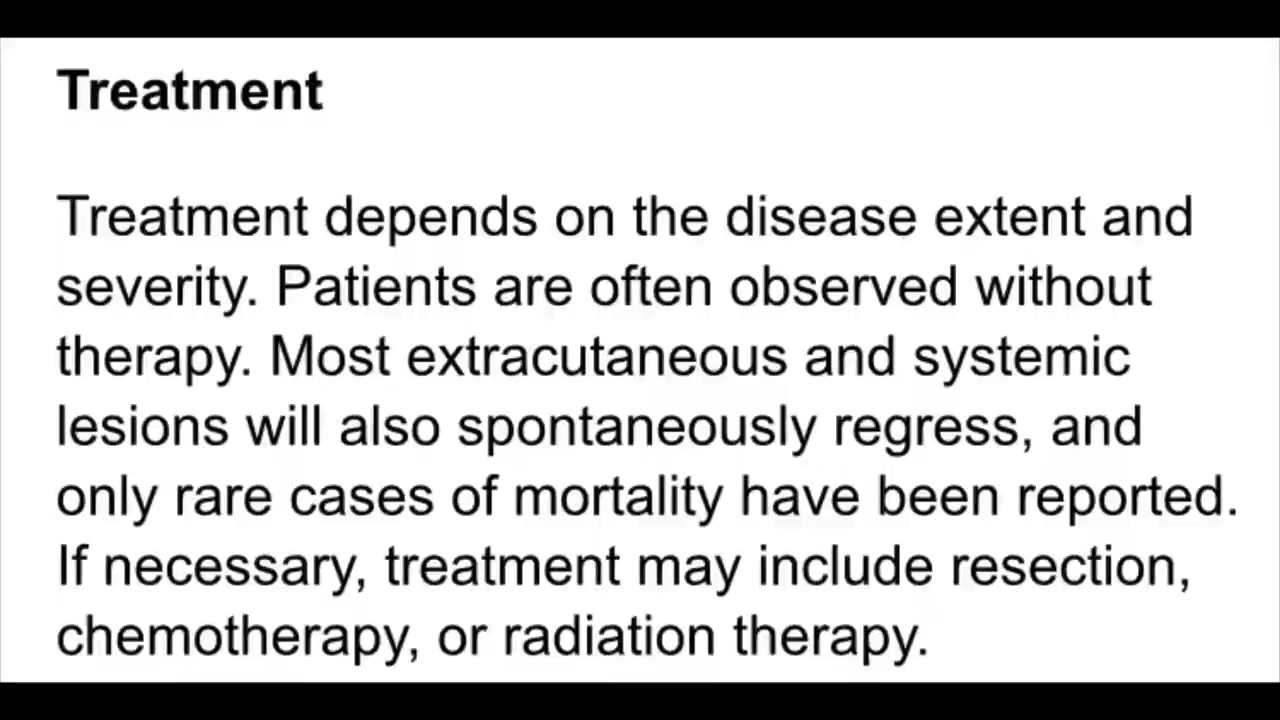 Treatment
Treatment depends on the disease extent and
severity. Patients are often observed without
therapy. Most extracutaneous and systemic
lesions will also spontaneously regress, and
only rare cases of mortality have been reported.
If necessary, treatment may include resection,
chemotherapy, or radiation therapy.